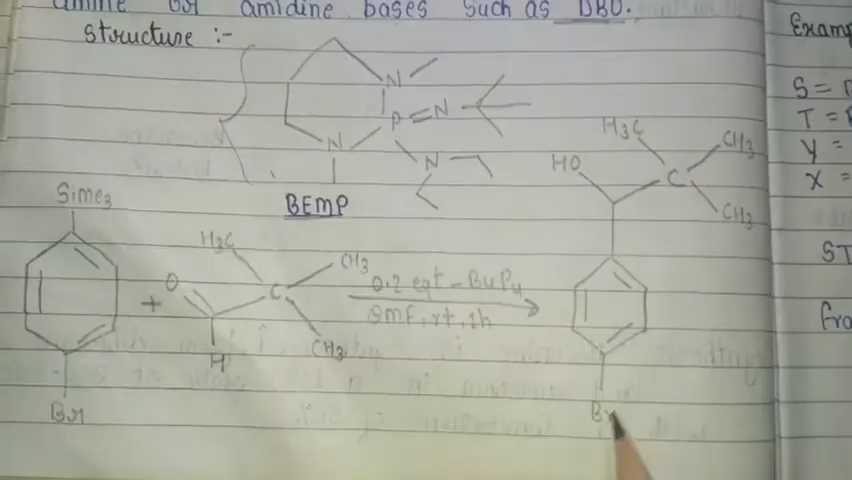 amine or amidine bases such as DBU.
Structure :-
N
P=N
N
N
BEMP
Sime3
Br
+
O
H
H3C
C
CH3
CH3
0.2 eq t-BuP4
DMF, rt, 1h
HO
H3C
C
CH3
CH3
Br
Examp
S =
T =
Y =
X =
ST
fro